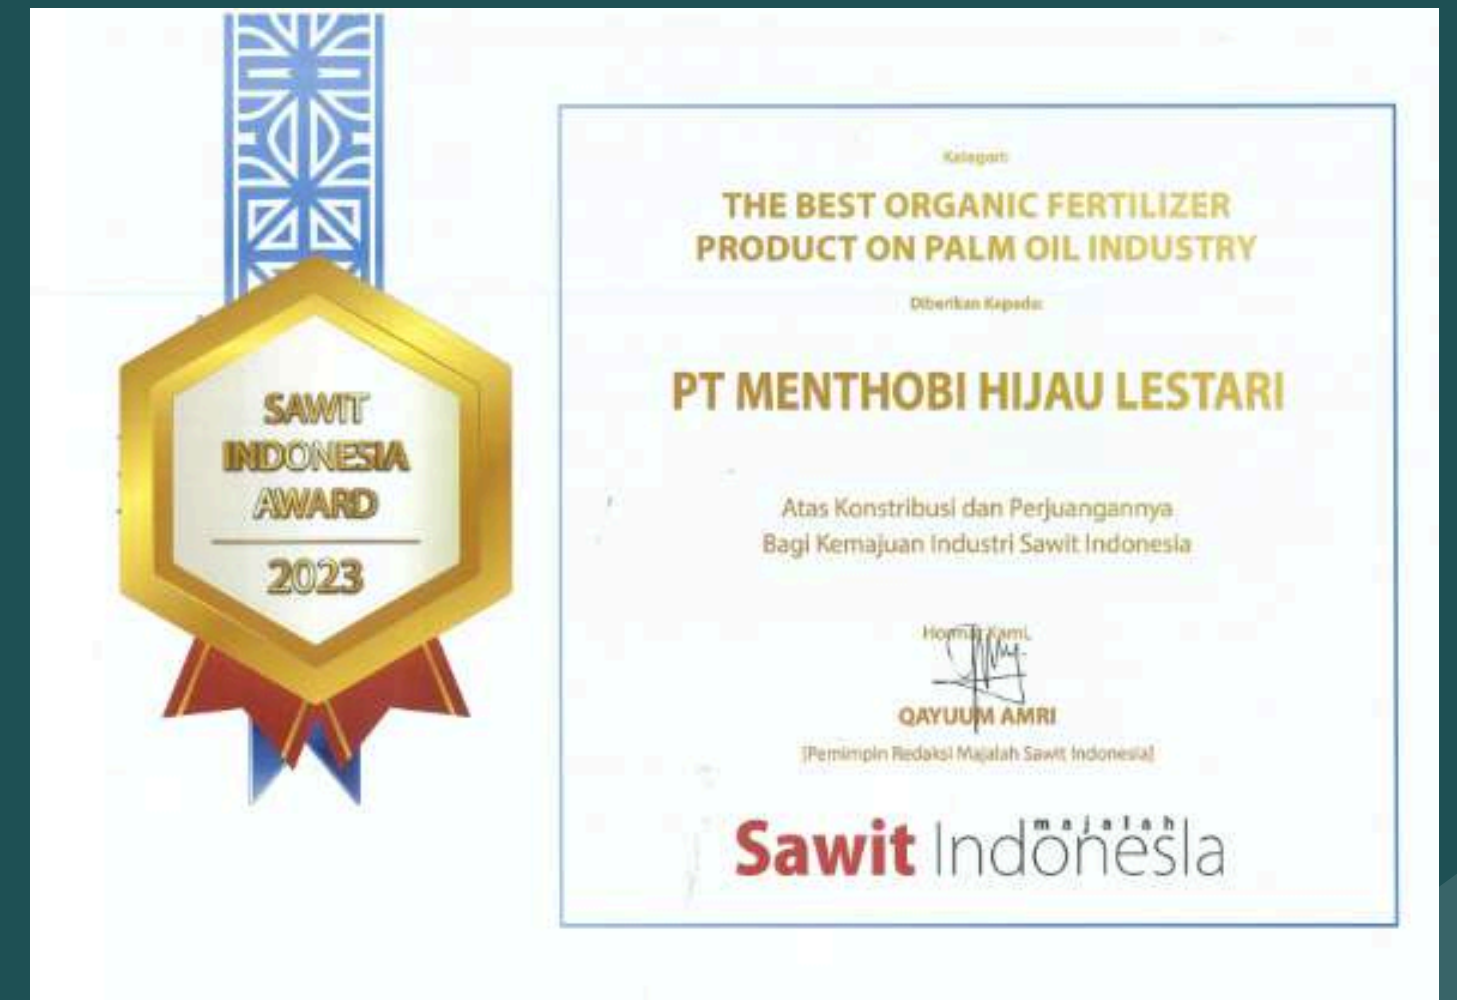 SAWIT
INDONESIA
AWARD
2023
Kategori:
THE BEST ORGANIC FERTILIZER
PRODUCT ON PALM OIL INDUSTRY
Diberikan Kepada:
PT MENTHOBI HIJAU LESTARI
Atas Konstribusi dan Perjuangannya
Bagi Kemajuan Industri Sawit Indonesia
Hormat Kami,
QAYUUM AMRI
[Pemimpin Redaksi Majalah Sawit Indonesia]
majalah
Sawit Indonesia